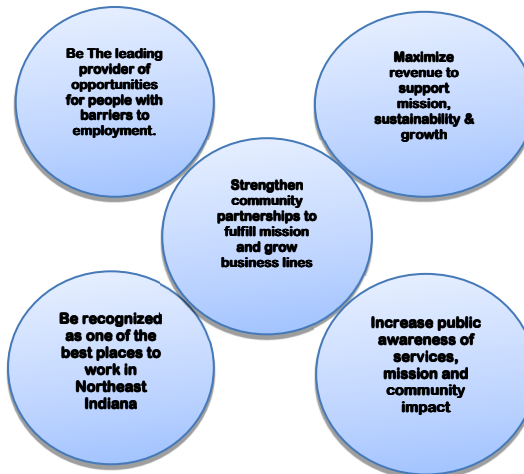 Be The leading
provider of
opportunities
for people with
barriers to
employment.
Maximize
revenue to
support
mission,
sustainability &
growth
Strengthen
community
partnerships to
fulfill mission
and grow
business lines
Be recognized
as one of the
best places to
work in
Northeast
Indiana
Increase public
awareness of
services,
mission and
community
impact